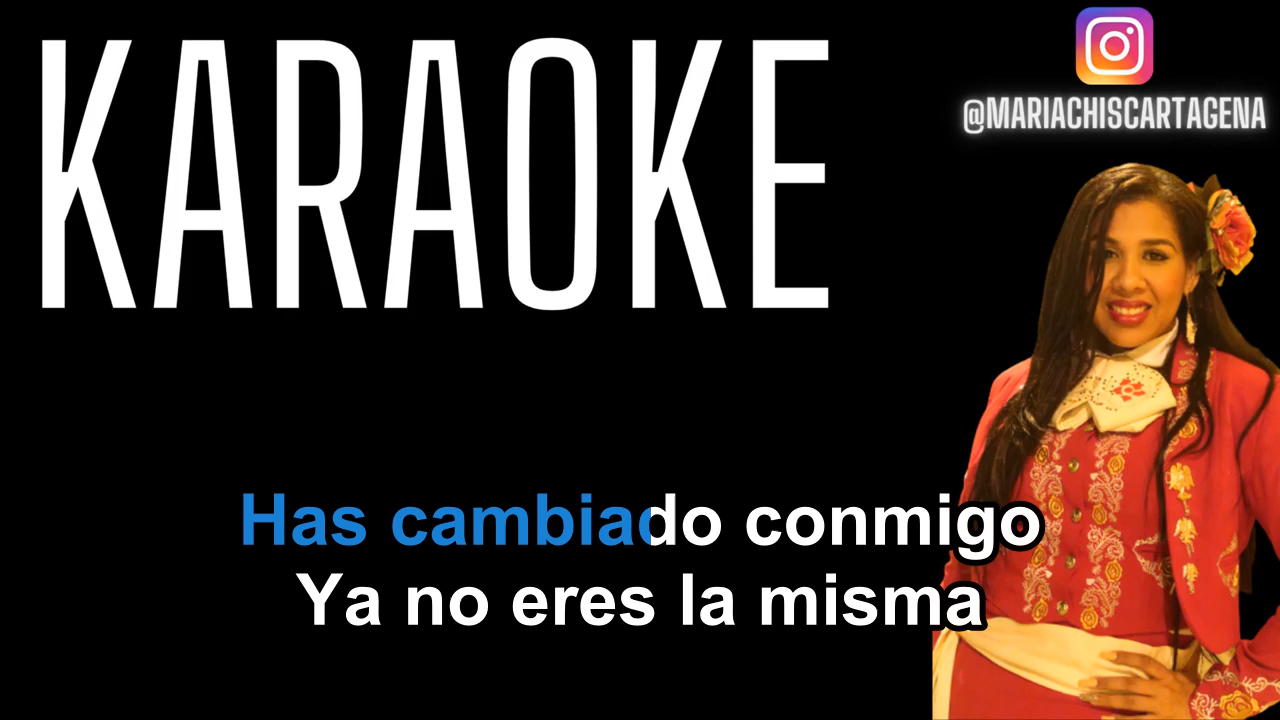 KARAOKE
@MARIACHISCARTAGENA
Has cambiado conmigo
Ya no eres la misma